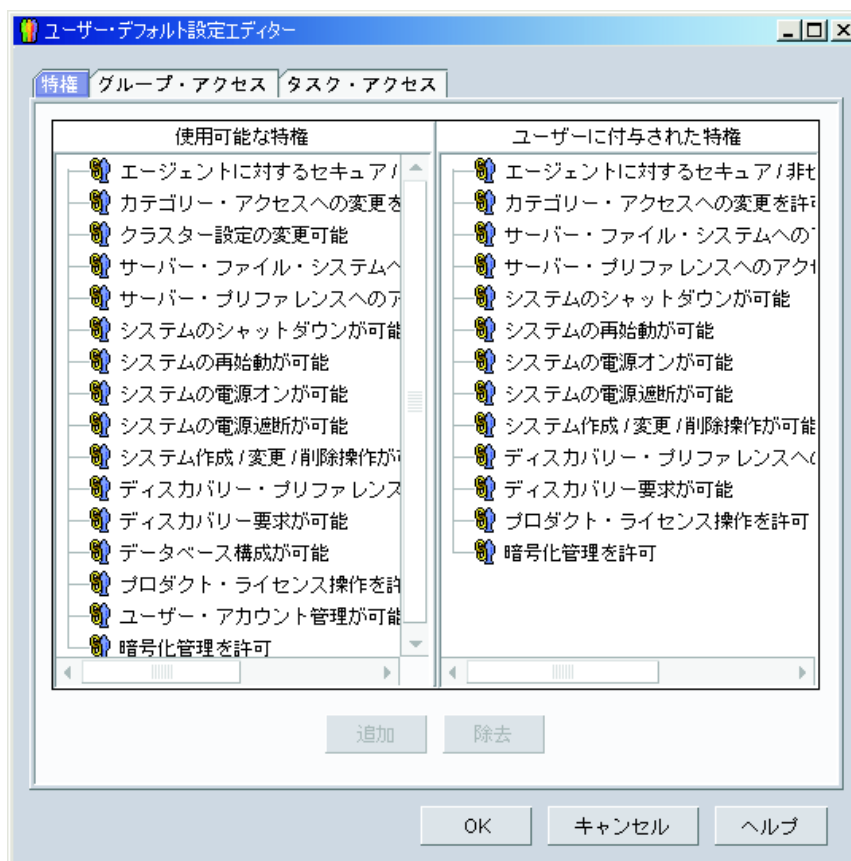 ユーザー・デフォルト設定エディター
特権 グループ・アクセス タスク・アクセス
使用可能な特権
エージェントに対するセキュア /
カテゴリー・アクセスへの変更を
クラスター設定の変更可能
サーバー・ファイル・システムへ
サーバー・プリファレンスへのア
システムのシャットダウンが可能
システムの再始動が可能
システムの電源オンが可能
システムの電源遮断が可能
システム作成 / 変更 / 削除操作が
ディスカバリー・プリファレンス
ディスカバリー要求が可能
データベース構成が可能
プロダクト・ライセンス操作を許
ユーザー・アカウント管理が可能
暗号化管理を許可
ユーザーに付与された特権
エージェントに対するセキュア / 非セ
カテゴリー・アクセスへの変更を許
サーバー・ファイル・システムへの
サーバー・プリファレンスへのアク
システムのシャットダウンが可能
システムの再始動が可能
システムの電源オンが可能
システムの電源遮断が可能
システム作成 / 変更 / 削除操作が可能
ディスカバリー・プリファレンスへ
ディスカバリー要求が可能
プロダクト・ライセンス操作を許可
暗号化管理を許可
追加 除去
OK キャンセル ヘルプ